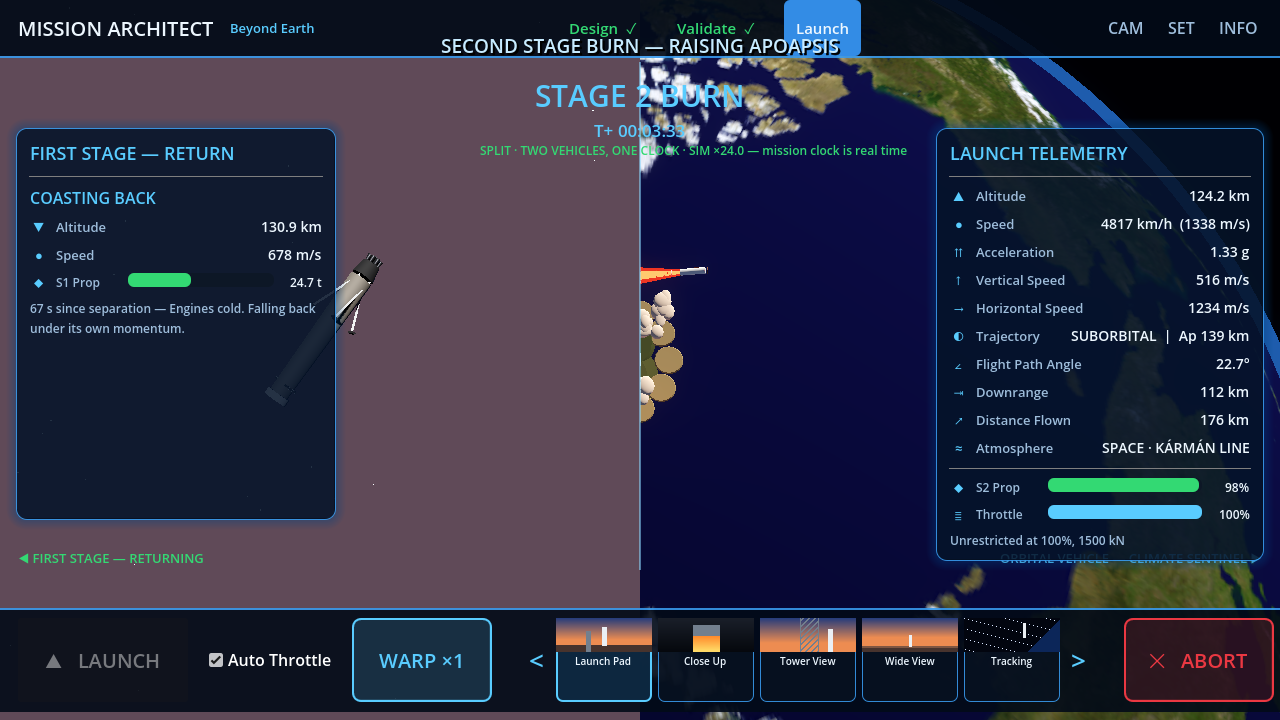 MISSION ARCHITECT
Beyond Earth
Design ✓
Validate ✓
Launch
CAM
SET
INFO
SECOND STAGE BURN — RAISING APOAPSIS
STAGE 2 BURN
T+ 00:03:33
SPLIT · TWO VEHICLES, ONE CLOCK · SIM ×24.0 — mission clock is real time
FIRST STAGE — RETURN
COASTING BACK
Altitude 130.9 km
Speed 678 m/s
S1 Prop 24.7 t
67 s since separation — Engines cold. Falling back
under its own momentum.
LAUNCH TELEMETRY
Altitude 124.2 km
Speed 4817 km/h (1338 m/s)
Acceleration 1.33 g
Vertical Speed 516 m/s
Horizontal Speed 1234 m/s
Trajectory SUBORBITAL | Ap 139 km
Flight Path Angle 22.7°
Downrange 112 km
Distance Flown 176 km
Atmosphere SPACE · KÁRMÁN LINE
S2 Prop 98%
Throttle 100%
Unrestricted at 100%, 1500 kN
◀ FIRST STAGE — RETURNING
ORBITAL VEHICLE — CLIMATE SENTINEL ▶
▲ LAUNCH
Auto Throttle
WARP ×1
<
Launch Pad
Close Up
Tower View
Wide View
Tracking
>
✕ ABORT